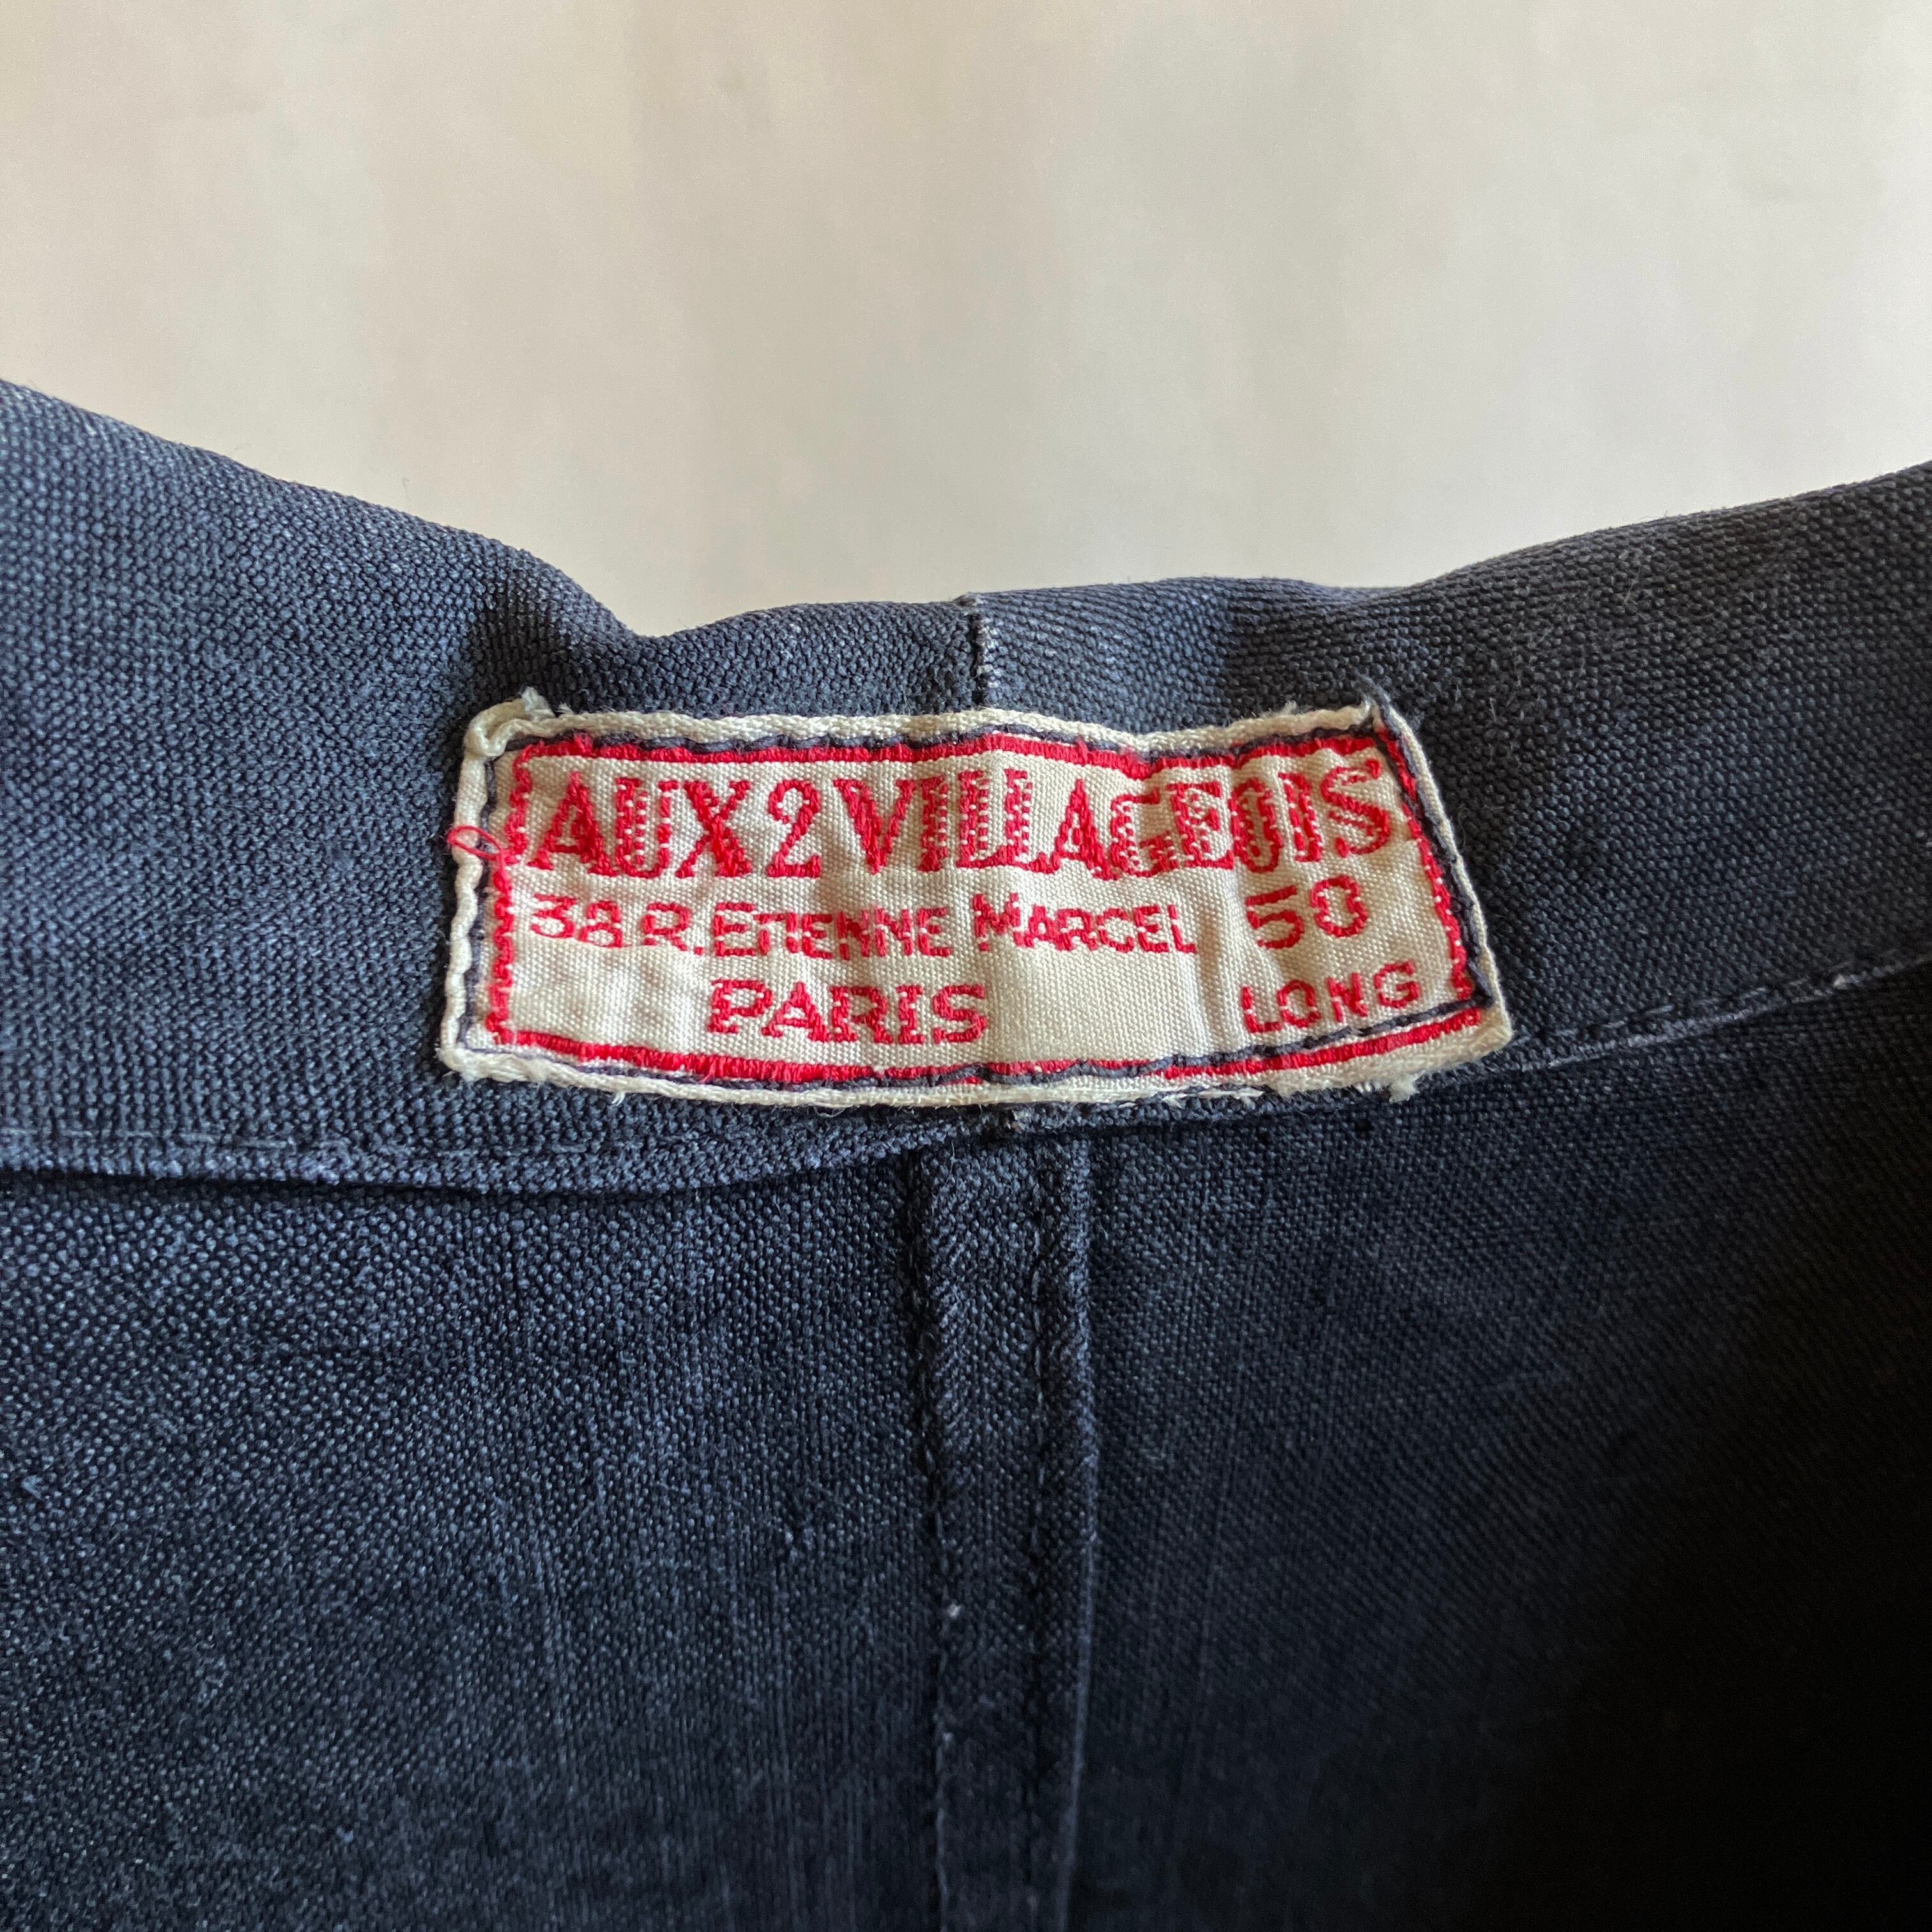 AUX 2 VILLAGEOIS
38 R. ETIENNE MARCEL 50
PARIS LONG